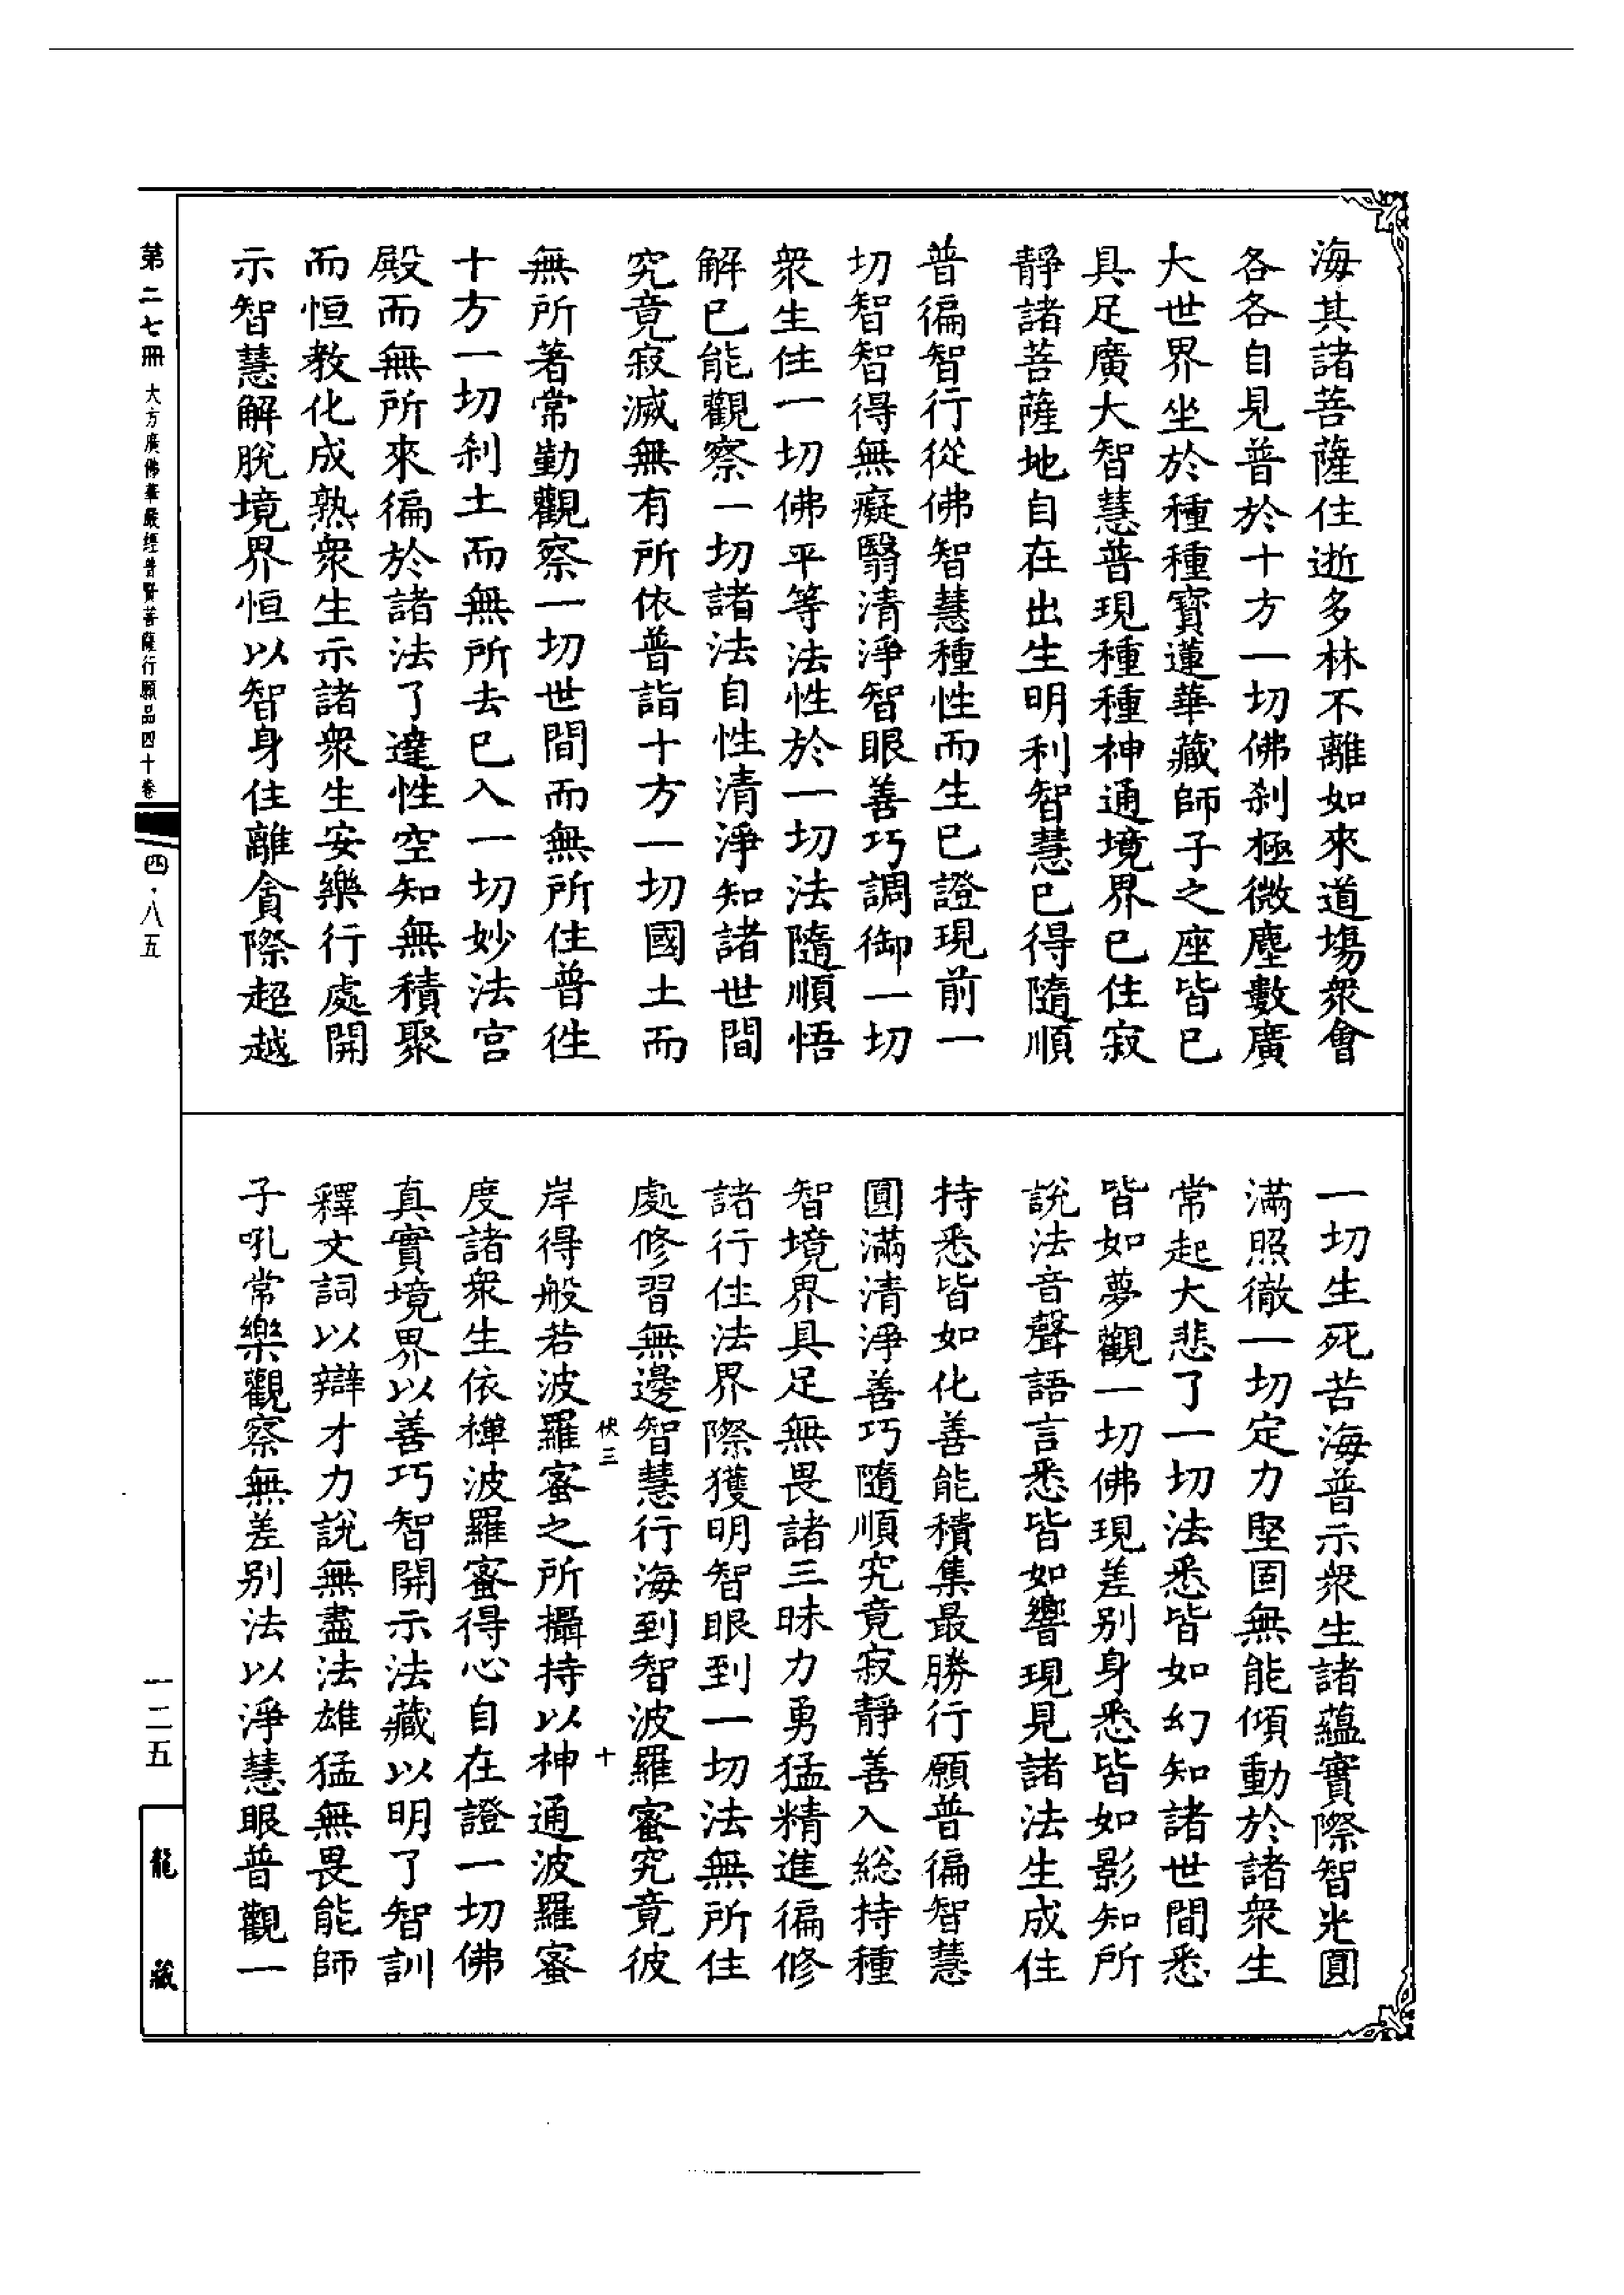 海其諸菩薩住逝多林不離如來道場衆會
各各自見普於十方一切佛刹極微塵數廣
大世界坐於種種寶蓮華藏師子之座皆已
具足廣大智慧普現種種神通境界已住寂
靜諸菩薩地自在出生明利智慧已得隨順
普徧智行從佛智慧種性而生已證現前一
切智智得無癡翳清淨智眼善巧調御一切
衆生住一切佛平等法性於一切法隨順悟
解已能觀察一切諸法自性清淨知諸世間
究竟寂滅無有所依普詣十方一切國土而
無所著常勤觀察一切世間而無所住普徃
十方一切刹土而無所去已入一切妙法宫
殿而無所來徧於諸法了達性空知無積聚
而恒教化成熟衆生示諸衆生安樂行處開
示智慧解脫境界恒以智身住離貪際超越
一切生死苦海普示衆生諸蘊實際智光圓
滿照徹一切定力堅固無能傾動於諸衆生
常起大悲了一切法悉皆如幻知諸世間悉
皆如夢觀一切佛現差别身悉皆如影知所
說法音聲語言悉皆如響現見諸法生成住
持悉皆如化善能積集最勝行願普徧智慧
圓滿清淨善巧隨順究竟寂靜善入総持種
智境界具足無畏諸三昧力勇猛精進徧修
諸行住法界際獲明智眼到一切法無所住
處修習無邊智慧行海到智波羅蜜究竟彼
伏三 十
岸得般若波羅蜜之所攝持以神通波羅蜜
度諸衆生依禪波羅蜜得心自在證一切佛
真實境界以善巧智開示法藏以明了智訓
釋文詞以辯才力說無盡法雄猛無畏能師
子吼常樂觀察無差别法以淨慧眼普觀一
第二七冊 大方廣佛華嚴經普賢菩薩行願品四十卷 四·八五
一二五
龍藏